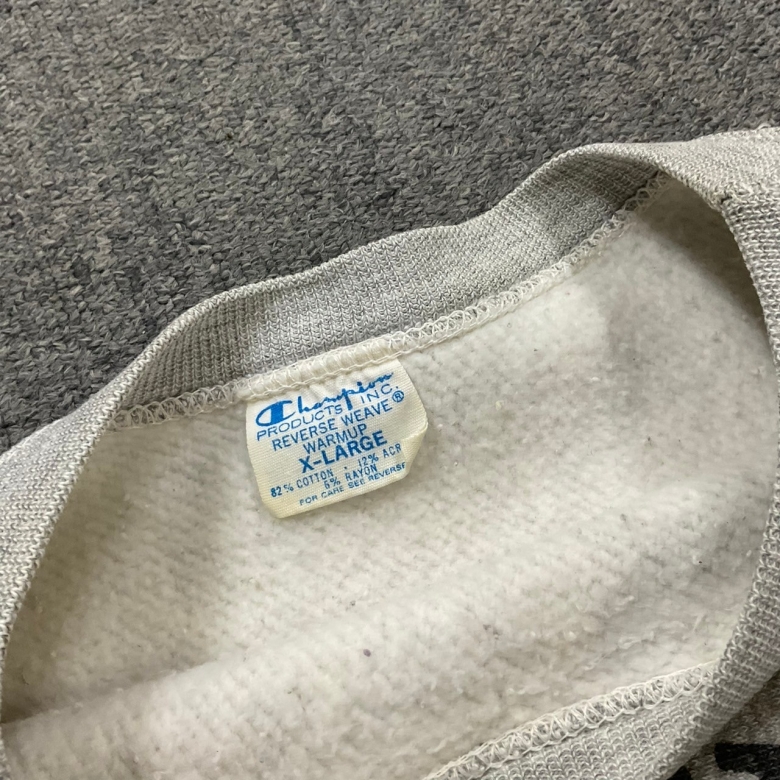 Champion
PRODUCTS INC.
REVERSE WEAVE®
WARMUP
X-LARGE
82% COTTON . 12% ACR
6% RAYON
FOR CARE SEE REVERSE